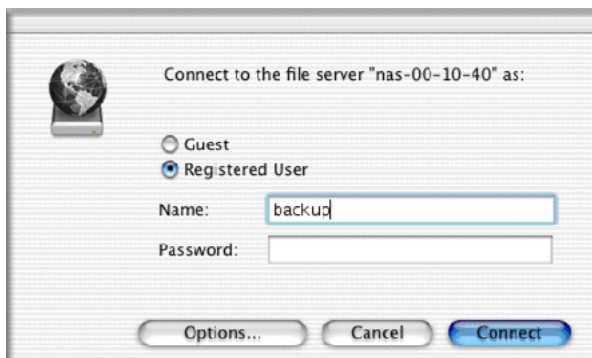 Connect to the file server "nas-00-10-40" as:
Guest
Registered User
Name: backup
Password:
Options... Cancel Connect